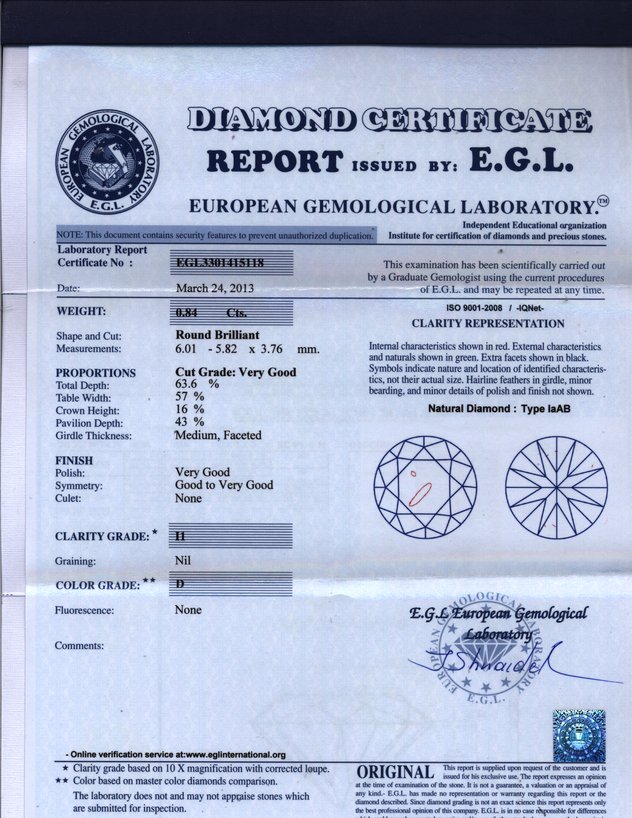 EUROPEAN GEMOLOGICAL LABORATORY
E.G.L.
DIAMOND CERTIFICATE
REPORT ISSUED BY: E.G.L.
EUROPEAN GEMOLOGICAL LABORATORY.™
Independent Educational organization
NOTE: This document contains security features to prevent unauthorized duplication.
Institute for certification of diamonds and precious stones.
Laboratory Report
Certificate No : EGL3301415118
This examination has been scientifically carried out
by a Graduate Gemologist using the current procedures
of E.G.L. and may be repeated at any time.
Date: March 24, 2013
WEIGHT: 0.84 Cts.
ISO 9001-2008 / -IQNet-
CLARITY REPRESENTATION
Shape and Cut: Round Brilliant
Measurements: 6.01 - 5.82 x 3.76 mm.
Internal characteristics shown in red. External characteristics
and naturals shown in green. Extra facets shown in black.
Symbols indicate nature and location of identified characteris-
tics, not their actual size. Hairline feathers in girdle, minor
bearding, and minor details of polish and finish not shown.
PROPORTIONS Cut Grade: Very Good
Total Depth: 63.6 %
Table Width: 57 %
Crown Height: 16 %
Pavilion Depth: 43 %
Girdle Thickness: Medium, Faceted
Natural Diamond : Type IaAB
FINISH
Polish: Very Good
Symmetry: Good to Very Good
Culet: None
CLARITY GRADE: * I1
Graining: Nil
COLOR GRADE: ** D
Fluorescence: None
E.G.L European Gemological
Laboratory
EUROPEAN GEMOLOGICAL LABORATORY
E.G.L.
Comments:
- Online verification service at:www.eglinternational.org
* Clarity grade based on 10 X magnification with corrected loupe.
** Color based on master color diamonds comparison.
The laboratory does not and may not appraise stones which
are submitted for inspection.
ORIGINAL This report is supplied upon request of the customer and is
issued for his exclusive use. The report expresses an opinion
at the time of examination of the stone. It is not a guarantee, a valuation or an appraisal of
any kind.- E.G.L. has made no representation or warranty regarding this report or the
diamond described. Since diamond grading is not an exact science this report represents only
the best professional opinion of this company. E.G.L. is in no case responsible for differences